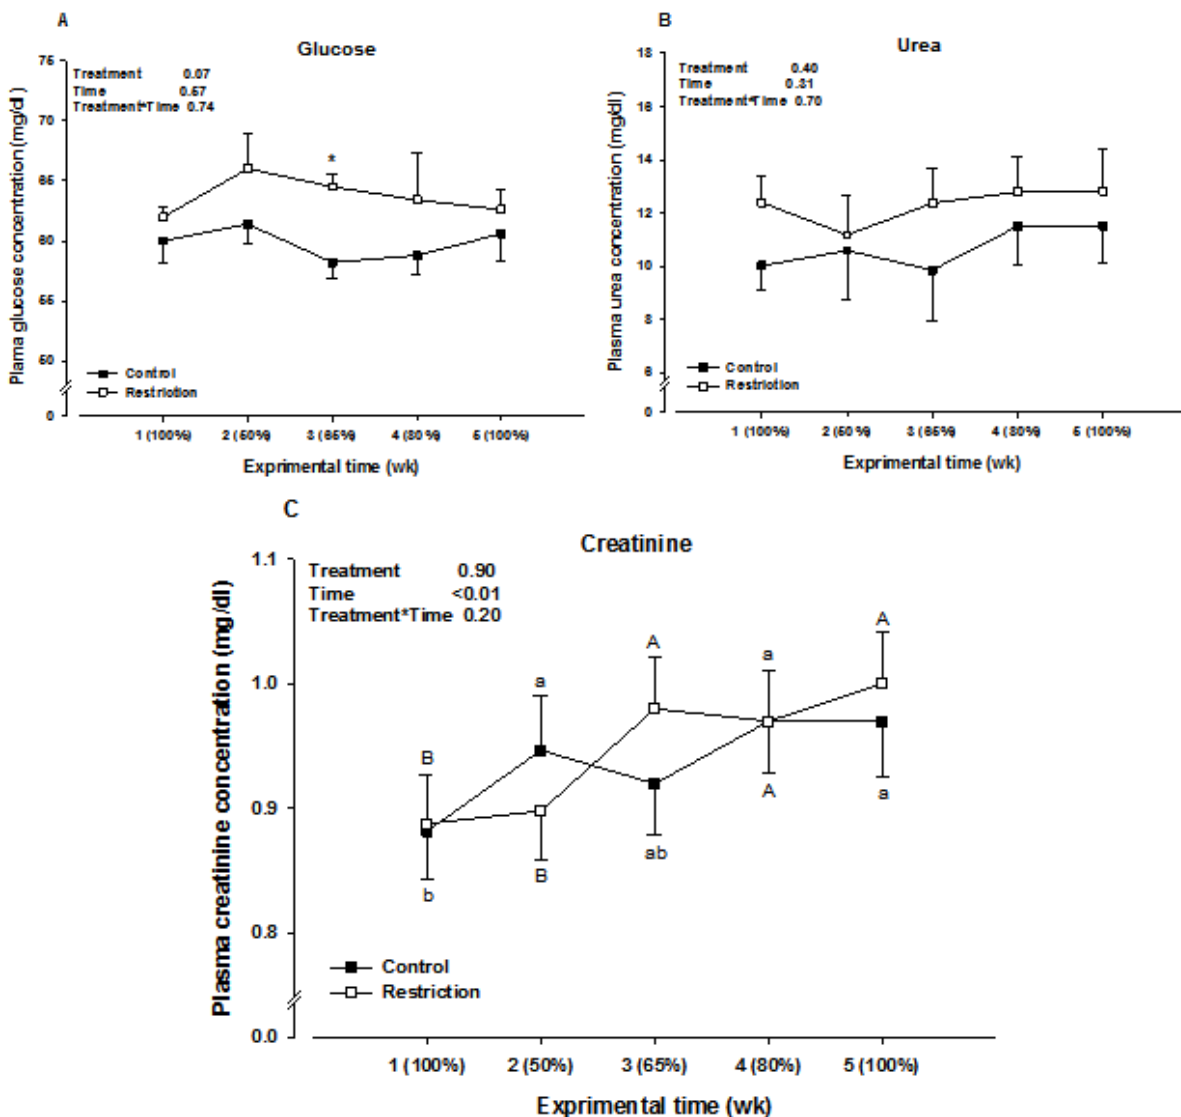 A
Glucose
75
70
65
60
55
50
0
Plama glucose concentration (mg/dl)
Treatment 0.07
Time 0.57
Treatment*Time 0.74
*
Control
Restriction
1 (100%) 2 (50%) 3 (65%) 4 (80%) 5 (100%)
Exprimental time (wk)
B
Urea
18
16
14
12
10
8
6
0
Plasma urea concentration (mg/dl)
Treatment 0.40
Time 0.31
Treatment*Time 0.70
Control
Restriction
1 (100%) 2 (50%) 3 (65%) 4 (80%) 5 (100%)
Exprimental time (wk)
C
Creatinine
1.1
1.0
0.9
0.8
0.0
Plasma creatinine concentration (mg/dl)
Treatment 0.90
Time <0.01
Treatment*Time 0.20
B a A a A
b B ab A a
Control
Restriction
1 (100%) 2 (50%) 3 (65%) 4 (80%) 5 (100%)
Exprimental time (wk)